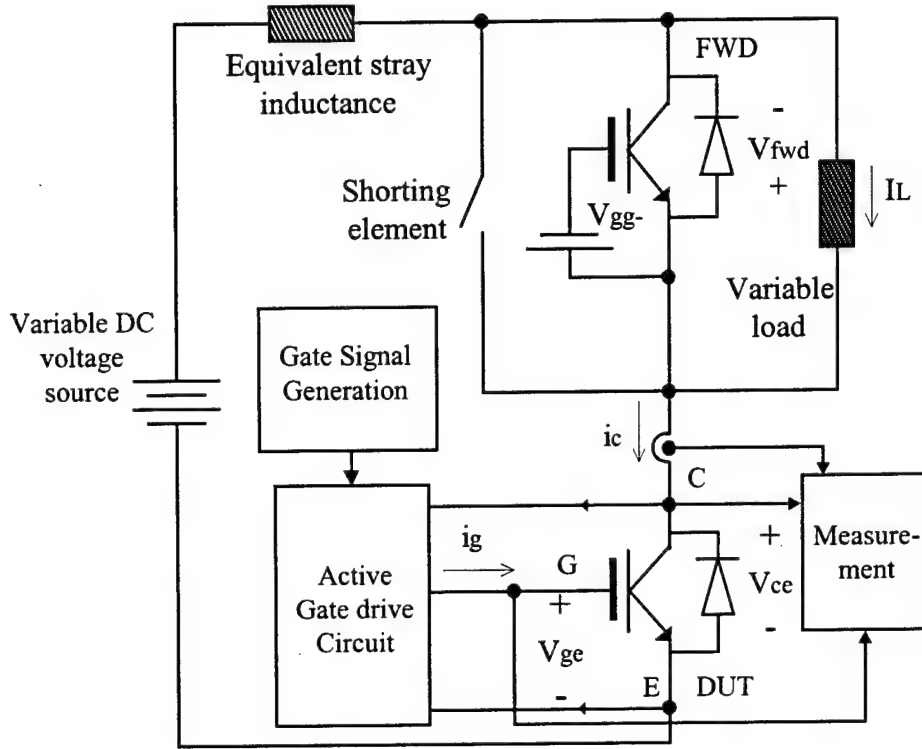 FWD
Equivalent stray
inductance
-
Vfwd
+
IL
Shorting
element
Vgg-
Variable
load
Variable DC
voltage
source
Gate Signal
Generation
ic
C
ig
G
+
Vge
-
Active
Gate drive
Circuit
+
Vce
-
Measure-
ment
E
DUT